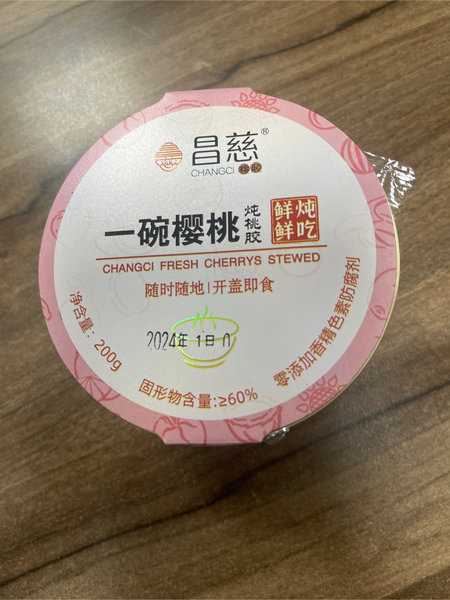 昌慈®
CHANGCI 桃胶
一碗樱桃
炖桃胶
鲜炖
鲜吃
CHANGCI FRESH CHERRYS STEWED
随时随地|开盖即食
2024年 1日 0
净含量：200g
固形物含量:≥60%
零添加香精色素防腐剂